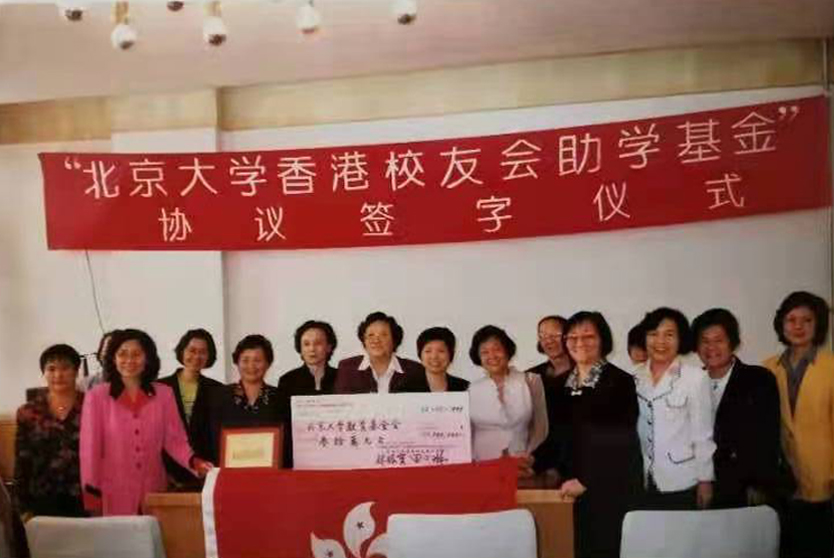 “北京大学香港校友会助学基金”
协议签字仪式
北京大学教育基金会
叁拾萬元正